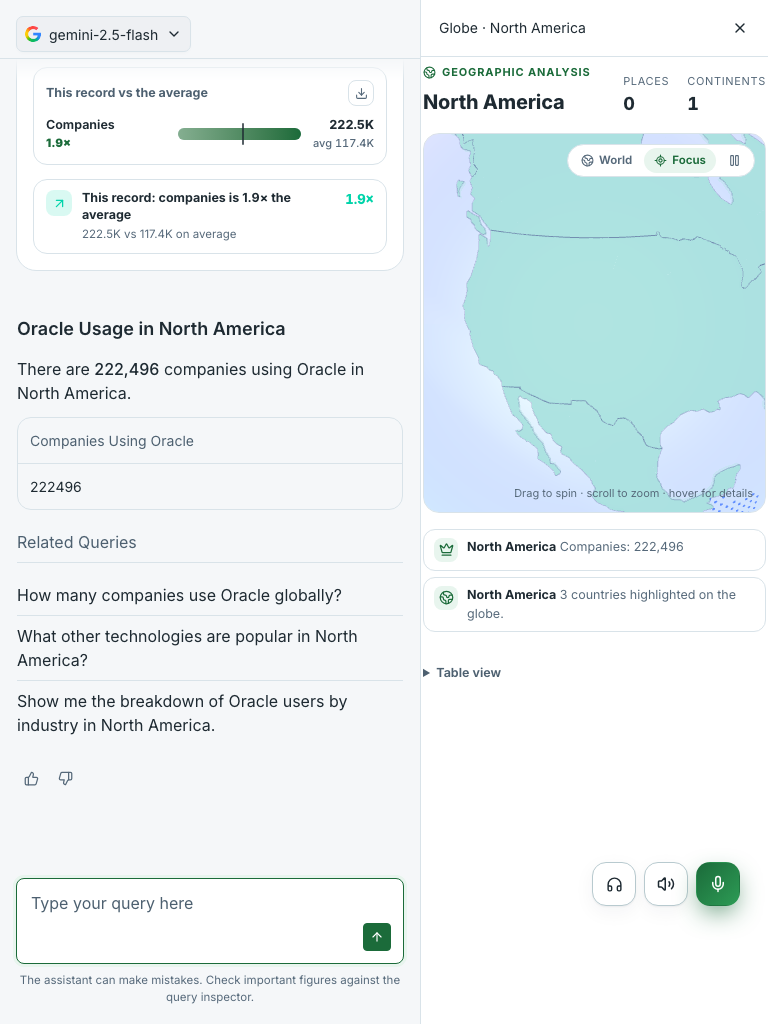 gemini-2.5-flash
This record vs the average
Companies
1.9×
222.5K
avg 117.4K
This record: companies is 1.9× the
average
222.5K vs 117.4K on average
1.9×
Oracle Usage in North America
There are 222,496 companies using Oracle in
North America.
Companies Using Oracle
222496
Related Queries
How many companies use Oracle globally?
What other technologies are popular in North
America?
Show me the breakdown of Oracle users by
industry in North America.
Type your query here
The assistant can make mistakes. Check important figures against the
query inspector.
Globe · North America
GEOGRAPHIC ANALYSIS
North America
PLACES
0
CONTINENTS
1
World
Focus
Drag to spin · scroll to zoom · hover for details
North America Companies: 222,496
North America 3 countries highlighted on the
globe.
Table view